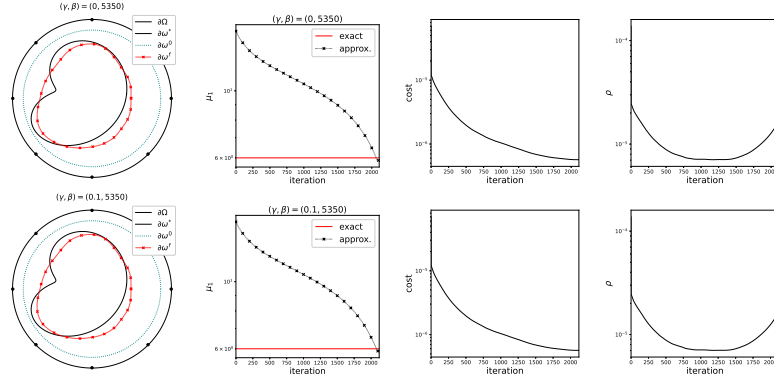 (γ, β) = (0, 5350)
∂Ω
∂ω*
∂ω⁰
∂ωᶠ
(γ, β) = (0, 5350)
exact
approx.
μ₁
10¹
6 × 10⁰
0 250 500 750 1000 1250 1500 1750 2000
iteration
cost
10⁻⁵
10⁻⁶
0 250 500 750 1000 1250 1500 1750 2000
iteration
ρ
10⁻⁴
10⁻⁵
0 250 500 750 1000 1250 1500 1750 2000
iteration
(γ, β) = (0.1, 5350)
∂Ω
∂ω*
∂ω⁰
∂ωᶠ
(γ, β) = (0.1, 5350)
exact
approx.
μ₁
10¹
6 × 10⁰
0 250 500 750 1000 1250 1500 1750 2000
iteration
cost
10⁻⁵
10⁻⁶
0 250 500 750 1000 1250 1500 1750 2000
iteration
ρ
10⁻⁴
10⁻⁵
0 250 500 750 1000 1250 1500 1750 2000
iteration